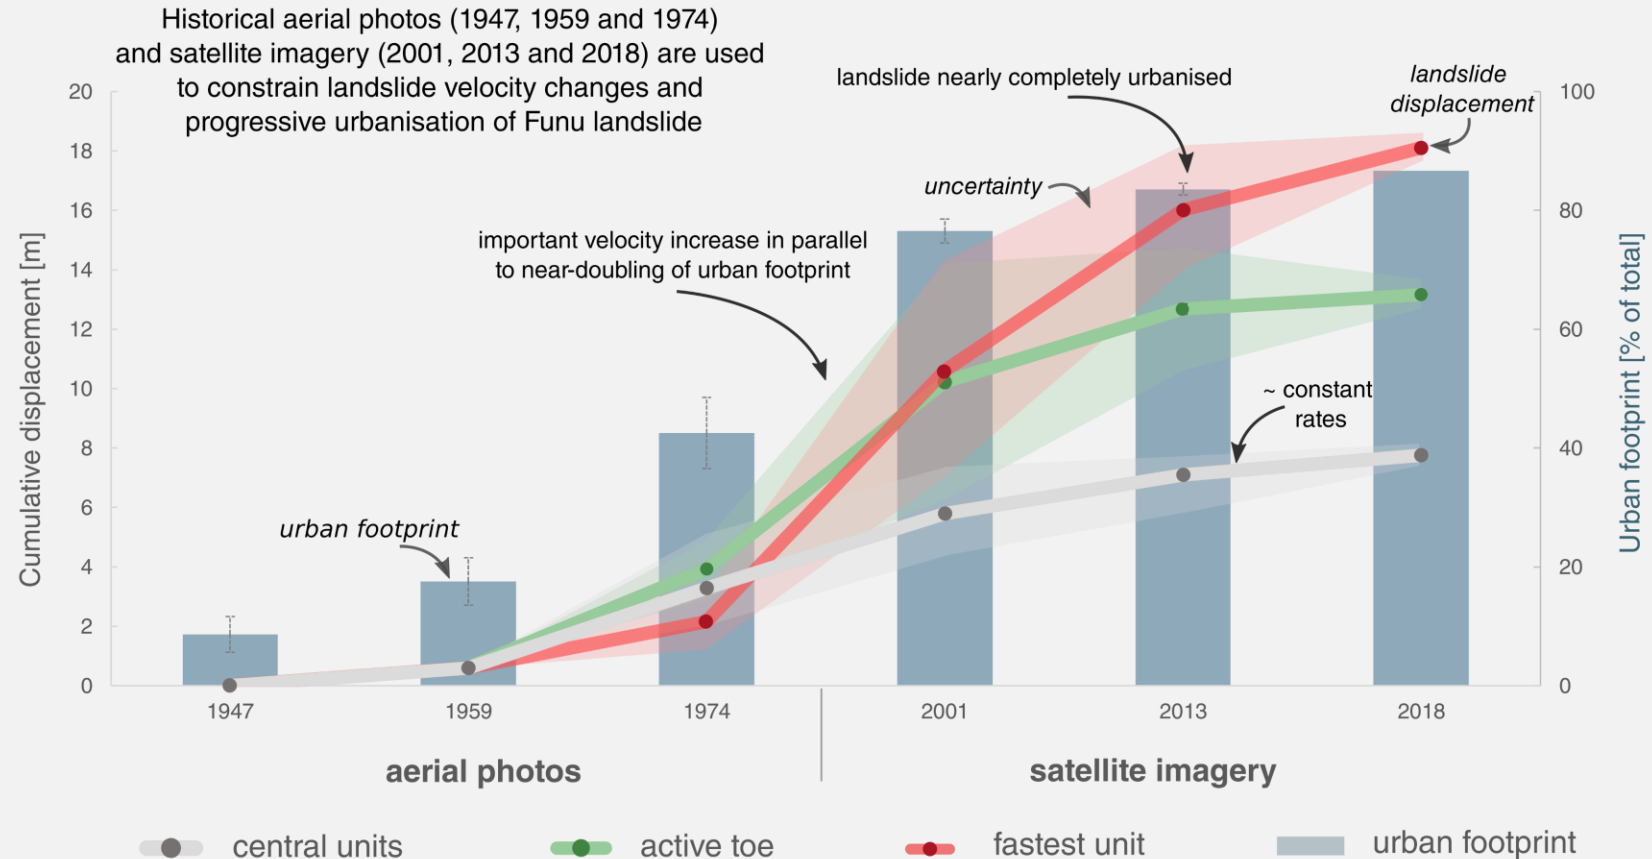 Historical aerial photos (1947, 1959 and 1974)
and satellite imagery (2001, 2013 and 2018) are used
to constrain landslide velocity changes and
progressive urbanisation of Funu landslide
landslide nearly completely urbanised
landslide
displacement
uncertainty
important velocity increase in parallel
to near-doubling of urban footprint
~ constant
rates
urban footprint
Cumulative displacement [m]
20
18
16
14
12
10
8
6
4
2
0
Urban footprint [% of total]
100
80
60
40
20
0
1947
1959
1974
2001
2013
2018
aerial photos
satellite imagery
central units
active toe
fastest unit
urban footprint